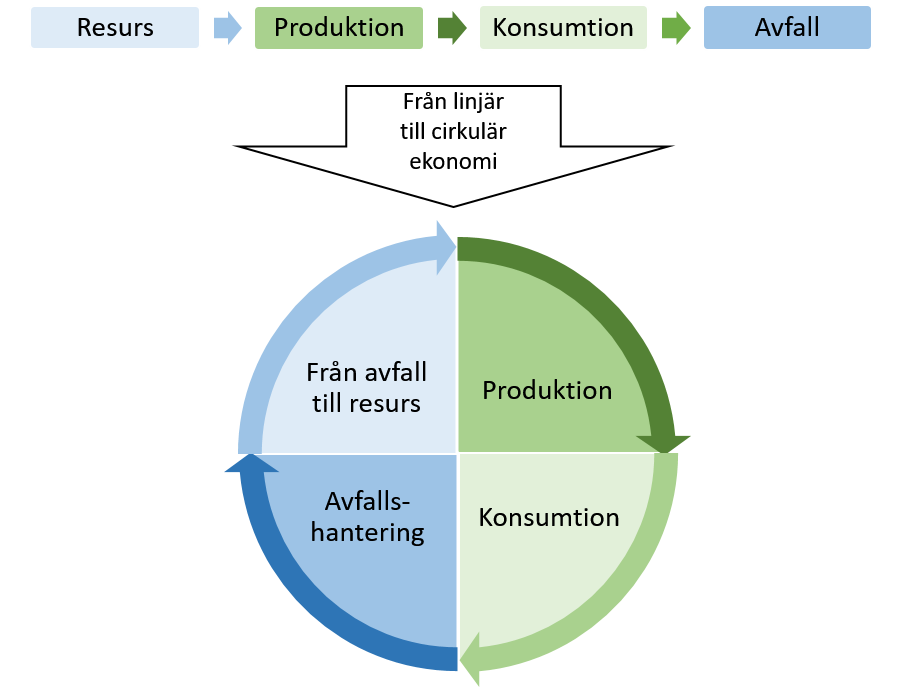 Resurs Produktion Konsumtion Avfall
Från linjär
till cirkulär
ekonomi
Från avfall
till resurs
Produktion
Avfalls-
hantering
Konsumtion